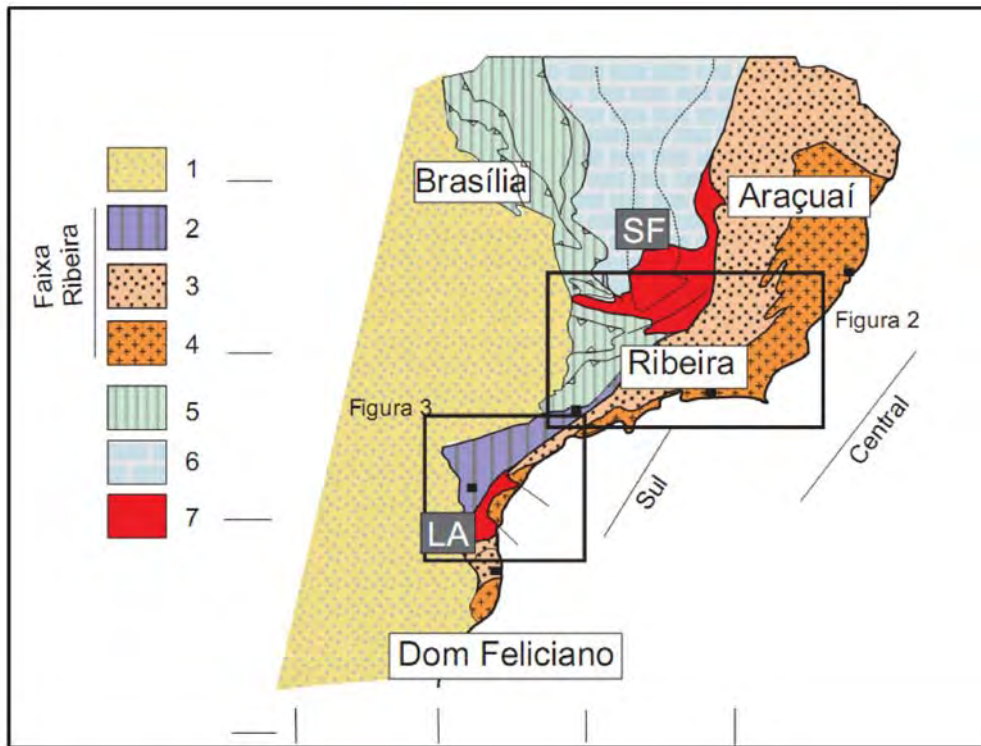 Faixa
Ribeira
1
2
3
4
5
6
7
Brasília
SF
Araçuaí
Figura 2
Ribeira
Figura 3
Sul
Central
LA
Dom Feliciano